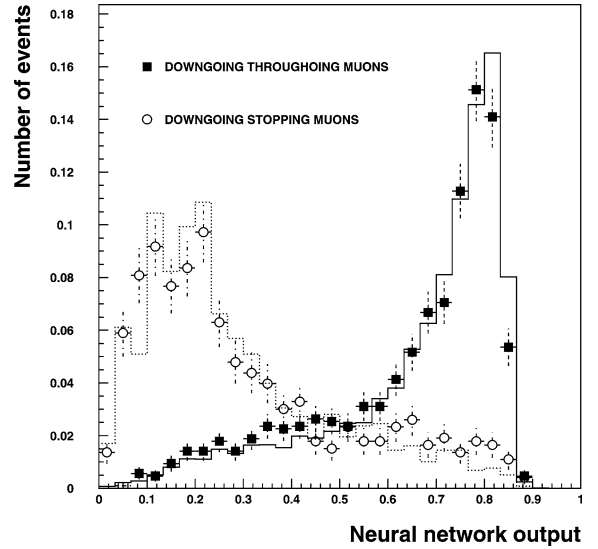 Number of events
0.18
0.16
0.14
0.12
0.1
0.08
0.06
0.04
0.02
0
DOWNGOING THROUGHOING MUONS
DOWNGOING STOPPING MUONS
0 0.1 0.2 0.3 0.4 0.5 0.6 0.7 0.8 0.9 1
Neural network output